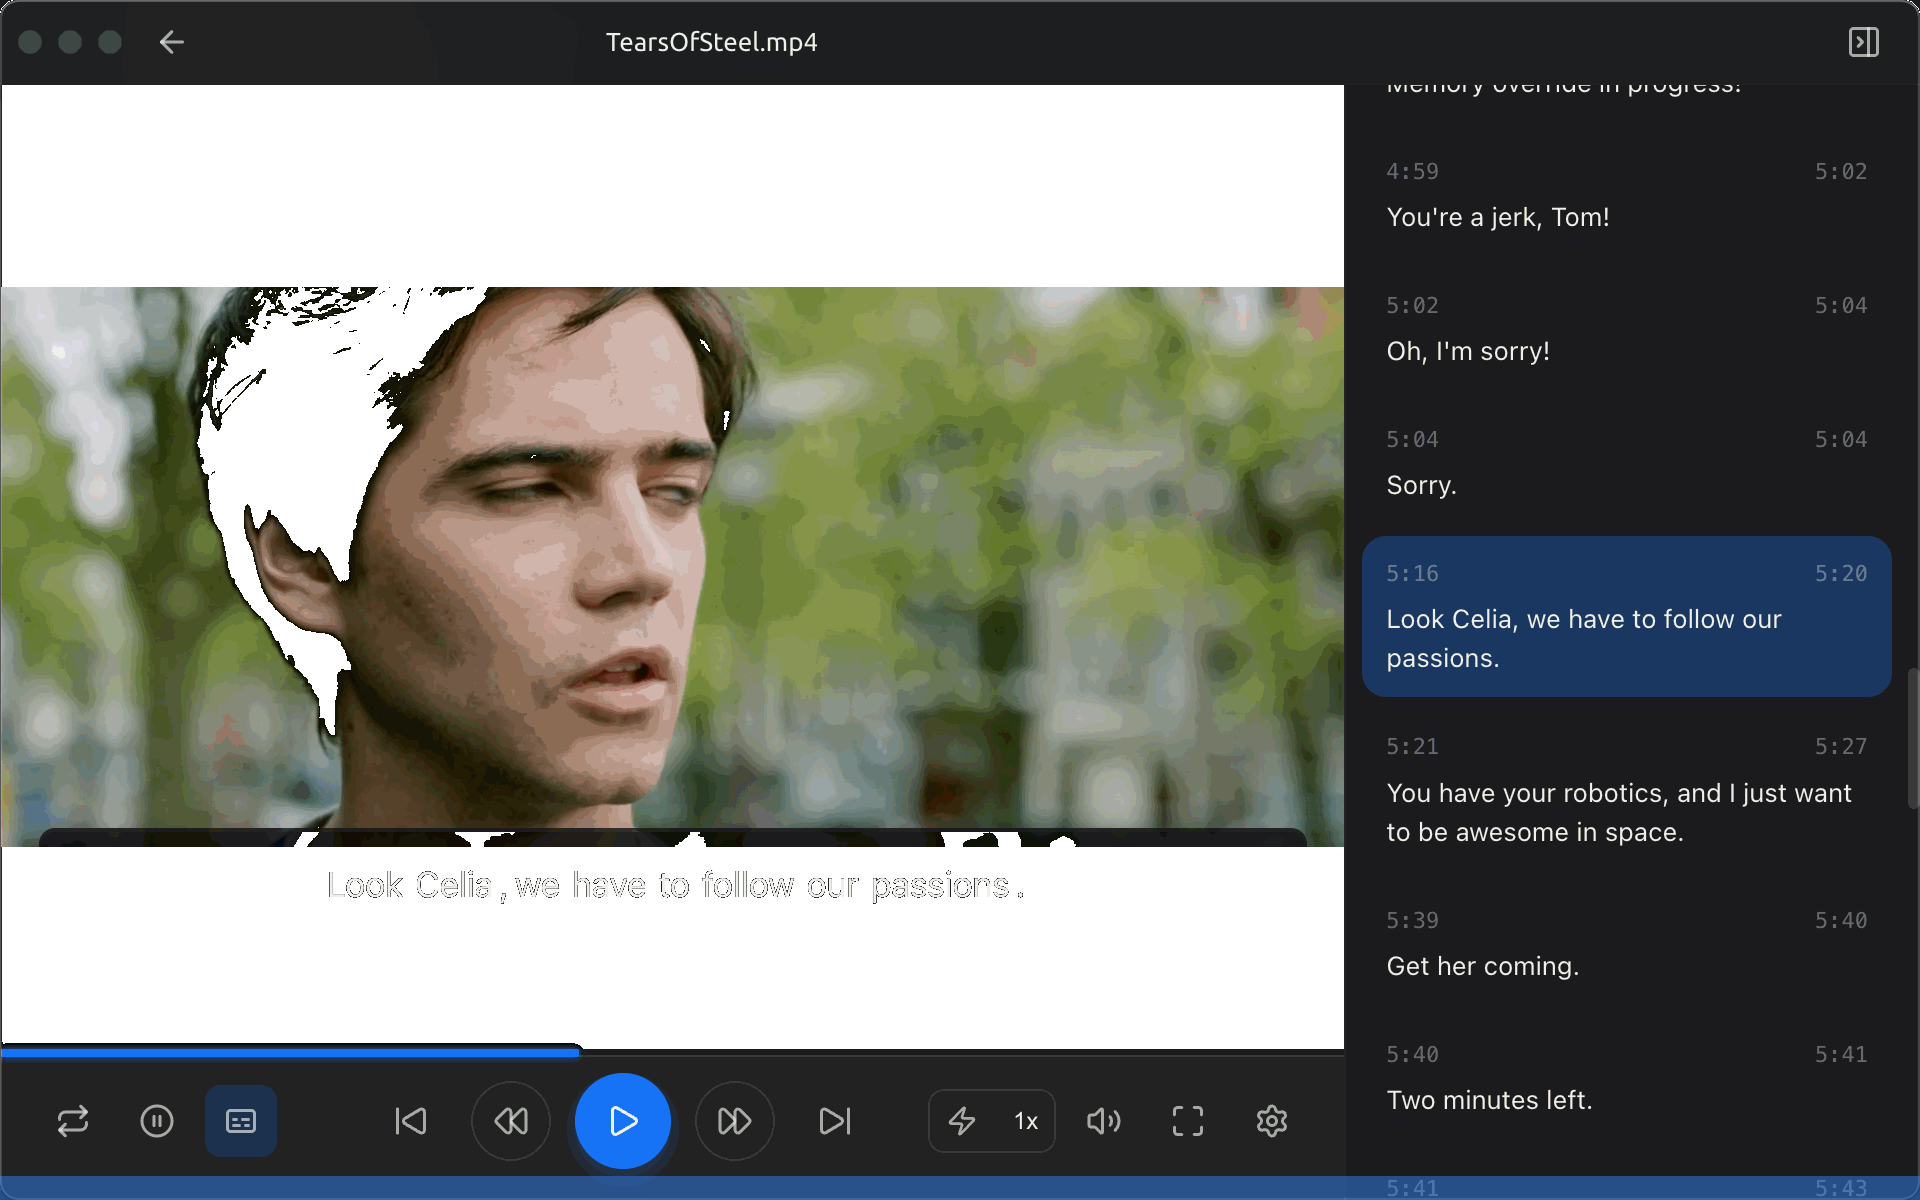 TearsOfSteel.mp4
Memory override in progress!
4:59 5:02
You're a jerk, Tom!
5:02 5:04
Oh, I'm sorry!
5:04 5:04
Sorry.
5:16 5:20
Look Celia, we have to follow our
passions.
5:21 5:27
You have your robotics, and I just want
to be awesome in space.
5:39 5:40
Get her coming.
5:40 5:41
Two minutes left.
5:41 5:43
Look Celia, we have to follow our passions.
1x